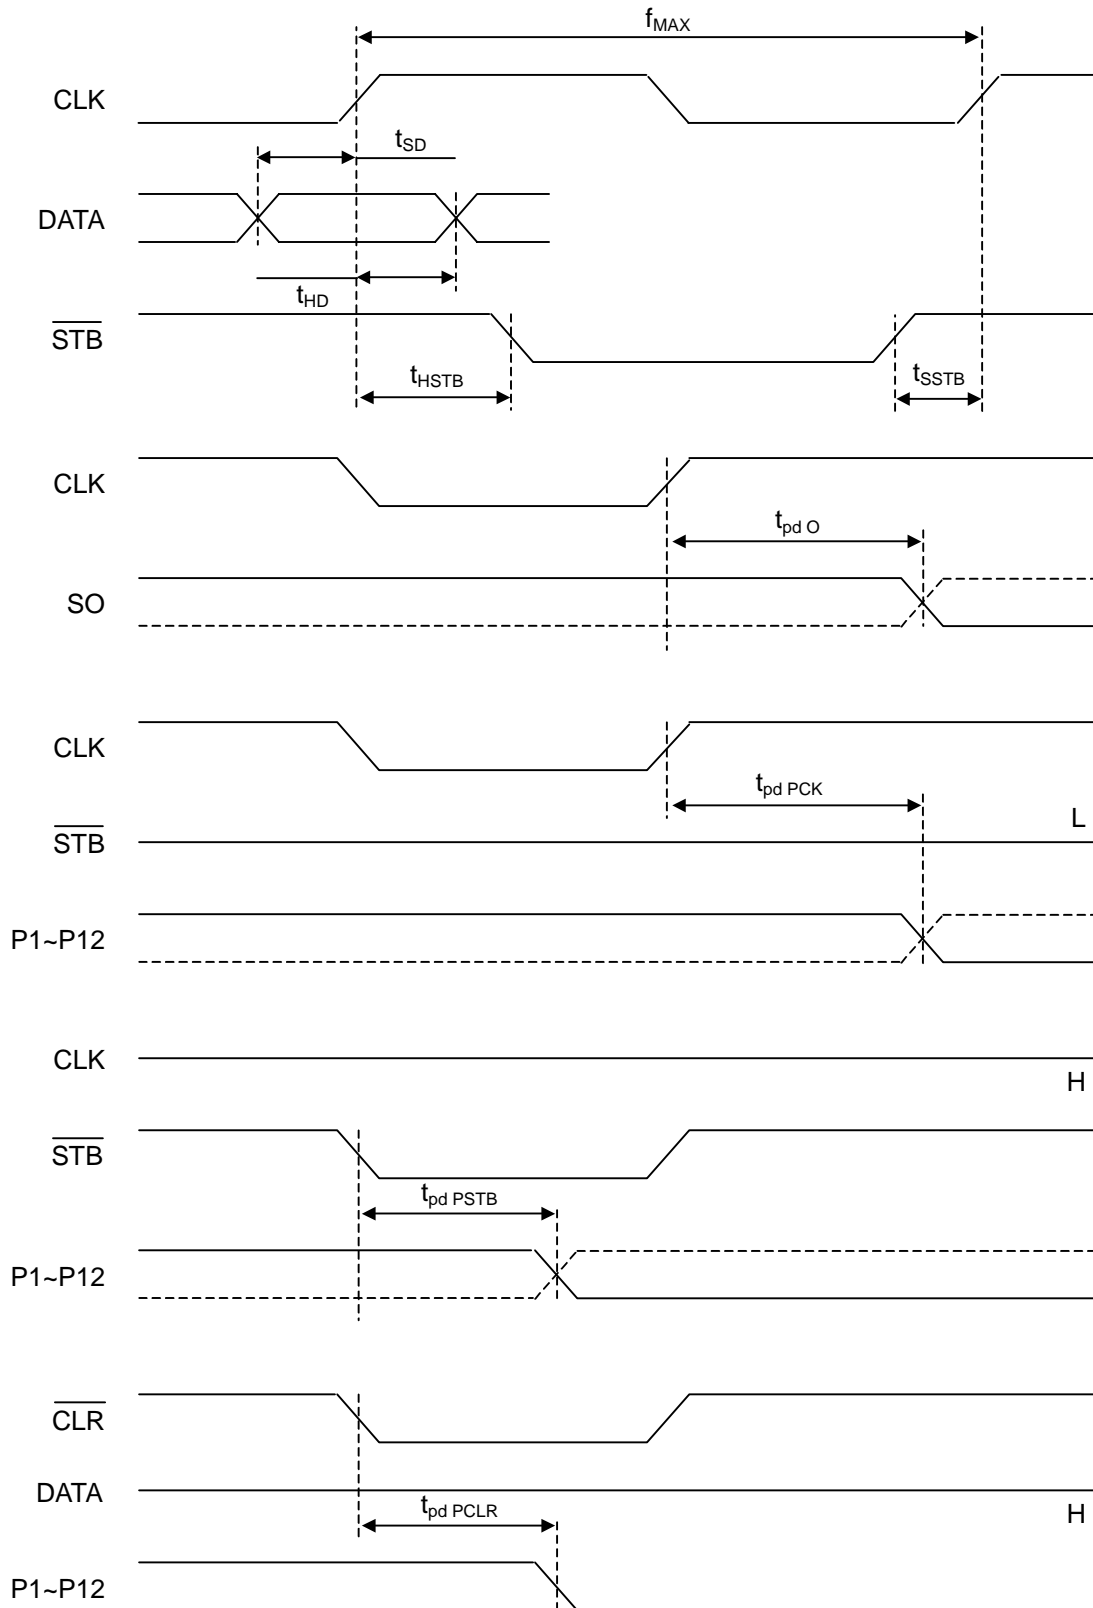 fMAX
CLK
tSD
DATA
tHD
STB
tHSTB
tSSTB
CLK
tpd O
SO
CLK
tpd PCK
L
STB
P1~P12
CLK
H
STB
tpd PSTB
P1~P12
CLR
DATA
H
tpd PCLR
P1~P12